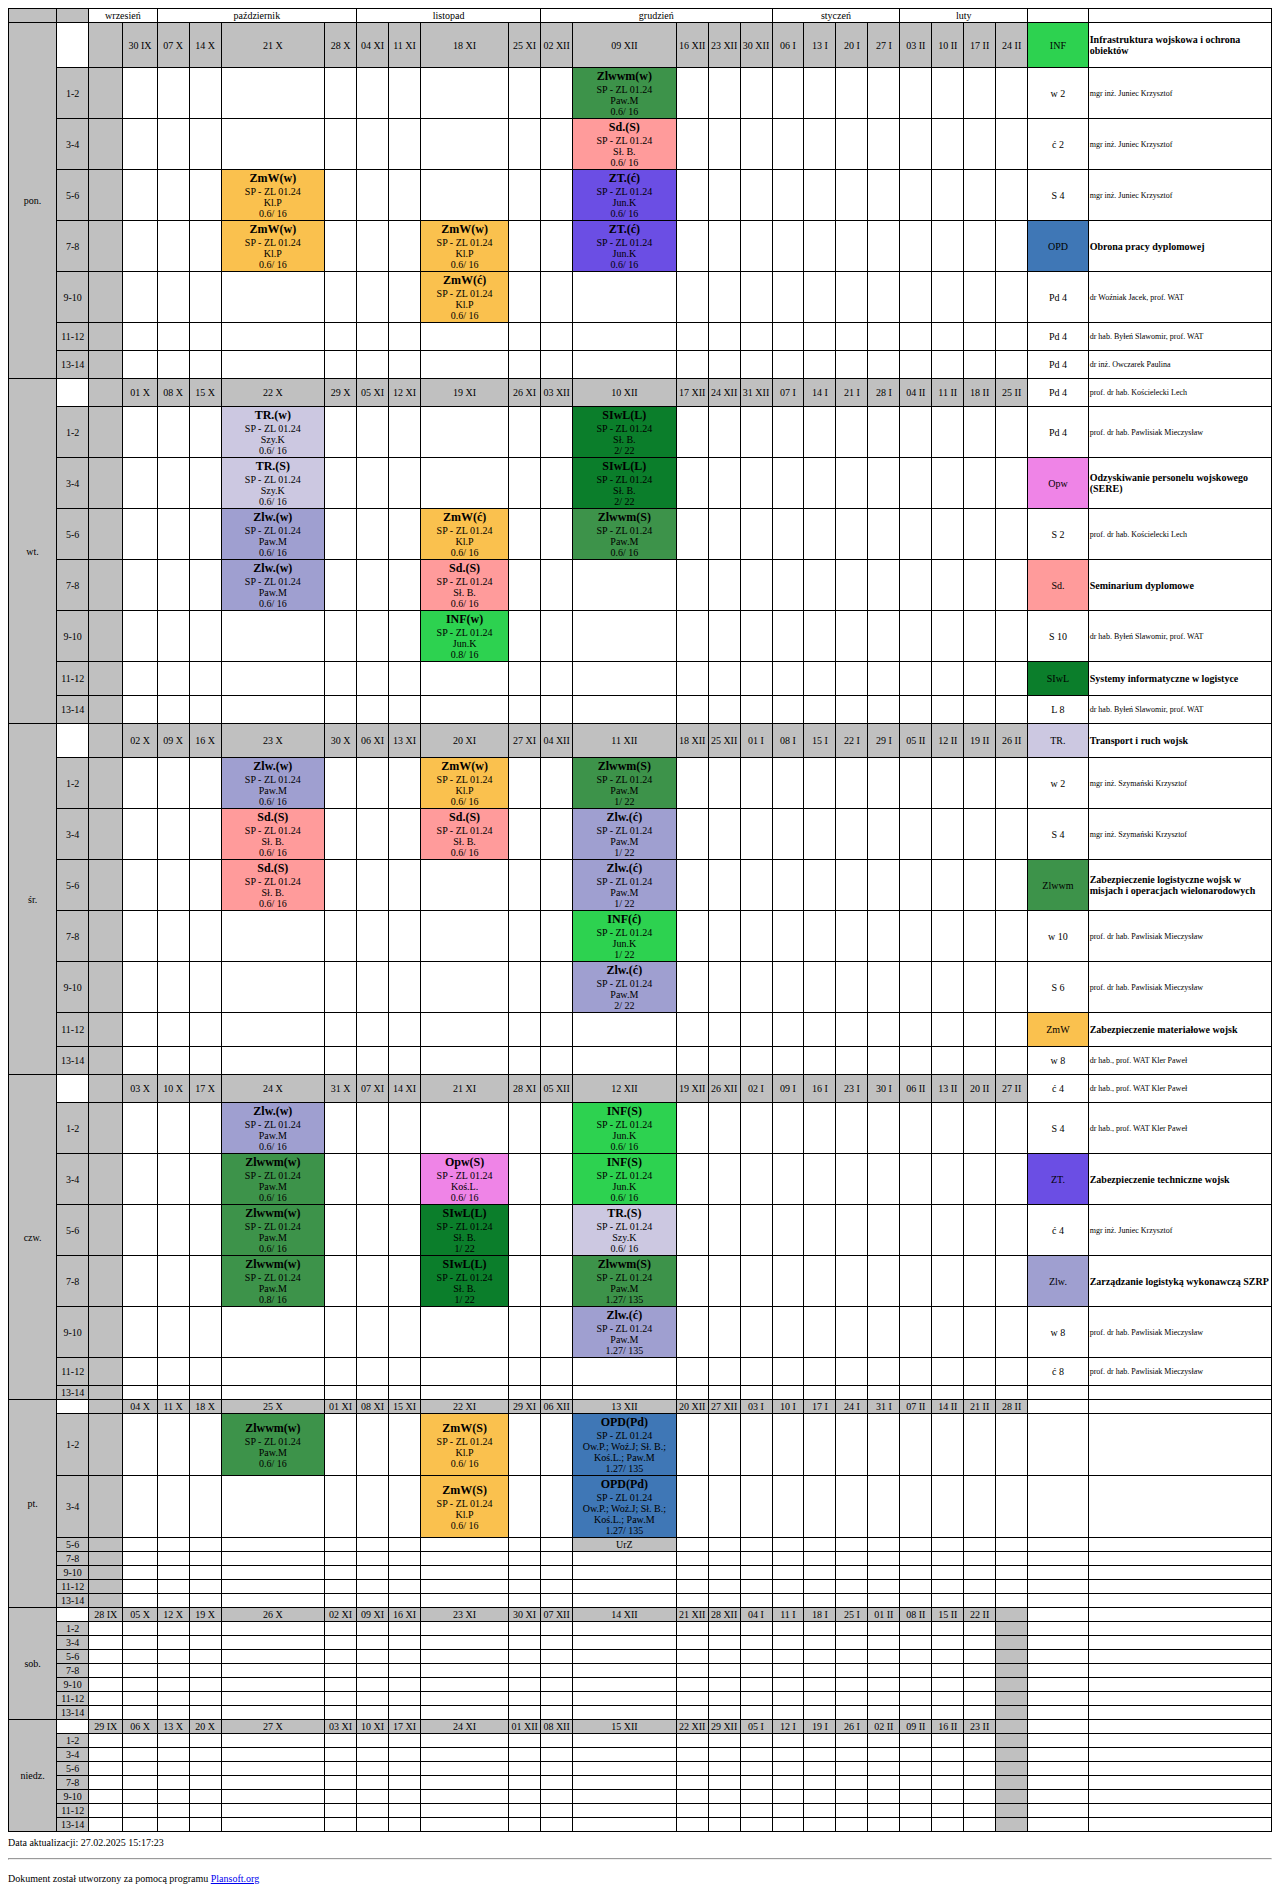 wrzesień październik listopad grudzień styczeń luty
pon. 30 IX 07 X 14 X 21 X 28 X 04 XI 11 XI 18 XI 25 XI 02 XII 09 XII 16 XII 23 XII 30 XII 06 I 13 I 20 I 27 I 03 II 10 II 17 II 24 II INF Infrastruktura wojskowa i ochrona
obiektów
1-2 Zlwwm(w)
SP - ZL 01.24
Paw.M
0.6/ 16
w 2 mgr inż. Juniec Krzysztof
3-4 Sd.(S)
SP - ZL 01.24
Sł. B.
0.6/ 16
ć 2 mgr inż. Juniec Krzysztof
5-6 ZmW(w) ZT.(ć)
SP - ZL 01.24 SP - ZL 01.24
Kl.P Jun.K
0.6/ 16 0.6/ 16
S 4 mgr inż. Juniec Krzysztof
7-8 ZmW(w) ZmW(w) ZT.(ć)
SP - ZL 01.24 SP - ZL 01.24 SP - ZL 01.24
Kl.P Kl.P Jun.K
0.6/ 16 0.6/ 16 0.6/ 16
OPD Obrona pracy dyplomowej
9-10 ZmW(ć)
SP - ZL 01.24
Kl.P
0.6/ 16
Pd 4 dr Woźniak Jacek, prof. WAT
11-12 Pd 4 dr hab. Byłeń Slawomir, prof. WAT
13-14 Pd 4 dr inż. Owczarek Paulina
wt. 01 X 08 X 15 X 22 X 29 X 05 XI 12 XI 19 XI 26 XI 03 XII 10 XII 17 XII 24 XII 31 XII 07 I 14 I 21 I 28 I 04 II 11 II 18 II 25 II Pd 4 prof. dr hab. Kościelecki Lech
1-2 TR.(w) SIwL(L)
SP - ZL 01.24 SP - ZL 01.24
Szy.K Sł. B.
0.6/ 16 2/ 22
Pd 4 prof. dr hab. Pawlisiak Mieczysław
3-4 TR.(S) SIwL(L)
SP - ZL 01.24 SP - ZL 01.24
Szy.K Sł. B.
0.6/ 16 2/ 22
Opw Odzyskiwanie personelu wojskowego
(SERE)
5-6 Zlw.(w) ZmW(ć) Zlwwm(S)
SP - ZL 01.24 SP - ZL 01.24 SP - ZL 01.24
Paw.M Kl.P Paw.M
0.6/ 16 0.6/ 16 0.6/ 16
S 2 prof. dr hab. Kościelecki Lech
7-8 Zlw.(w) Sd.(S)
SP - ZL 01.24 SP - ZL 01.24
Paw.M Sł. B.
0.6/ 16 0.6/ 16
Sd. Seminarium dyplomowe
9-10 INF(w)
SP - ZL 01.24
Jun.K
0.8/ 16
S 10 dr hab. Byłeń Slawomir, prof. WAT
11-12 SIwL Systemy informatyczne w logistyce
13-14 L 8 dr hab. Byłeń Slawomir, prof. WAT
śr. 02 X 09 X 16 X 23 X 30 X 06 XI 13 XI 20 XI 27 XI 04 XII 11 XII 18 XII 25 XII 01 I 08 I 15 I 22 I 29 I 05 II 12 II 19 II 26 II TR. Transport i ruch wojsk
1-2 Zlw.(w) ZmW(w) Zlwwm(S)
SP - ZL 01.24 SP - ZL 01.24 SP - ZL 01.24
Paw.M Kl.P Paw.M
0.6/ 16 0.6/ 16 1/ 22
w 2 mgr inż. Szymański Krzysztof
3-4 Sd.(S) Sd.(S) Zlw.(ć)
SP - ZL 01.24 SP - ZL 01.24 SP - ZL 01.24
Sł. B. Sł. B. Paw.M
0.6/ 16 0.6/ 16 1/ 22
S 4 mgr inż. Szymański Krzysztof
5-6 Sd.(S) Zlw.(ć)
SP - ZL 01.24 SP - ZL 01.24
Sł. B. Paw.M
0.6/ 16 1/ 22
Zlwwm Zabezpieczenie logistyczne wojsk w
misjach i operacjach wielonarodowych
7-8 INF(ć)
SP - ZL 01.24
Jun.K
1/ 22
w 10 prof. dr hab. Pawlisiak Mieczysław
9-10 Zlw.(ć)
SP - ZL 01.24
Paw.M
2/ 22
S 6 prof. dr hab. Pawlisiak Mieczysław
11-12 ZmW Zabezpieczenie materiałowe wojsk
13-14 w 8 dr hab., prof. WAT Kler Paweł
czw. 03 X 10 X 17 X 24 X 31 X 07 XI 14 XI 21 XI 28 XI 05 XII 12 XII 19 XII 26 XII 02 I 09 I 16 I 23 I 30 I 06 II 13 II 20 II 27 II ć 4 dr hab., prof. WAT Kler Paweł
1-2 Zlw.(w) INF(S)
SP - ZL 01.24 SP - ZL 01.24
Paw.M Jun.K
0.6/ 16 0.6/ 16
S 4 dr hab., prof. WAT Kler Paweł
3-4 Zlwwm(w) Opw(S) INF(S)
SP - ZL 01.24 SP - ZL 01.24 SP - ZL 01.24
Paw.M Koś.L. Jun.K
0.6/ 16 0.6/ 16 0.6/ 16
ZT. Zabezpieczenie techniczne wojsk
5-6 Zlwwm(w) SIwL(L) TR.(S)
SP - ZL 01.24 SP - ZL 01.24 SP - ZL 01.24
Paw.M Sł. B. Szy.K
0.6/ 16 1/ 22 0.6/ 16
ć 4 mgr inż. Juniec Krzysztof
7-8 Zlwwm(w) SIwL(L) Zlwwm(S)
SP - ZL 01.24 SP - ZL 01.24 SP - ZL 01.24
Paw.M Sł. B. Paw.M
0.8/ 16 1/ 22 1.27/ 135
Zlw. Zarządzanie logistyką wykonawczą SZRP
9-10 Zlw.(ć)
SP - ZL 01.24
Paw.M
1.27/ 135
w 8 prof. dr hab. Pawlisiak Mieczysław
11-12 ć 8 prof. dr hab. Pawlisiak Mieczysław
13-14
pt. 04 X 11 X 18 X 25 X 01 XI 08 XI 15 XI 22 XI 29 XI 06 XII 13 XII 20 XII 27 XII 03 I 10 I 17 I 24 I 31 I 07 II 14 II 21 II 28 II
1-2 Zlwwm(w) ZmW(S) OPD(Pd)
SP - ZL 01.24 SP - ZL 01.24 SP - ZL 01.24
Paw.M Kl.P Ow.P.; Woź.J; Sł. B.;
Koś.L.; Paw.M
0.6/ 16 0.6/ 16 1.27/ 135
3-4 ZmW(S) OPD(Pd)
SP - ZL 01.24 SP - ZL 01.24
Kl.P Ow.P.; Woź.J; Sł. B.;
Koś.L.; Paw.M
0.6/ 16 1.27/ 135
5-6 UrZ
7-8
9-10
11-12
13-14
sob. 28 IX 05 X 12 X 19 X 26 X 02 XI 09 XI 16 XI 23 XI 30 XI 07 XII 14 XII 21 XII 28 XII 04 I 11 I 18 I 25 I 01 II 08 II 15 II 22 II
1-2
3-4
5-6
7-8
9-10
11-12
13-14
niedz. 29 IX 06 X 13 X 20 X 27 X 03 XI 10 XI 17 XI 24 XI 01 XII 08 XII 15 XII 22 XII 29 XII 05 I 12 I 19 I 26 I 02 II 09 II 16 II 23 II
1-2
3-4
5-6
7-8
9-10
11-12
13-14
Data aktualizacji: 27.02.2025 15:17:23
Dokument został utworzony za pomocą programu Plansoft.org